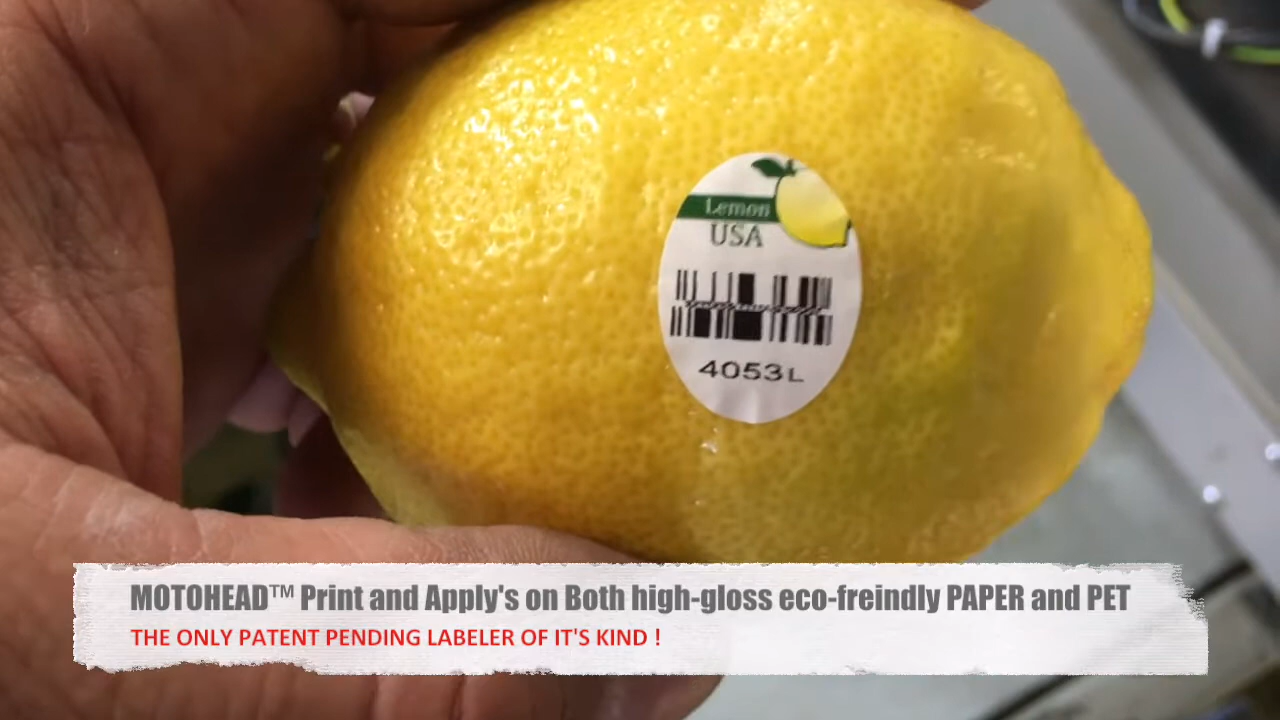 Lemon
USA
4053L
MOTOHEAD™ Print and Apply's on Both high-gloss eco-freindly PAPER and PET
THE ONLY PATENT PENDING LABELER OF IT'S KIND !